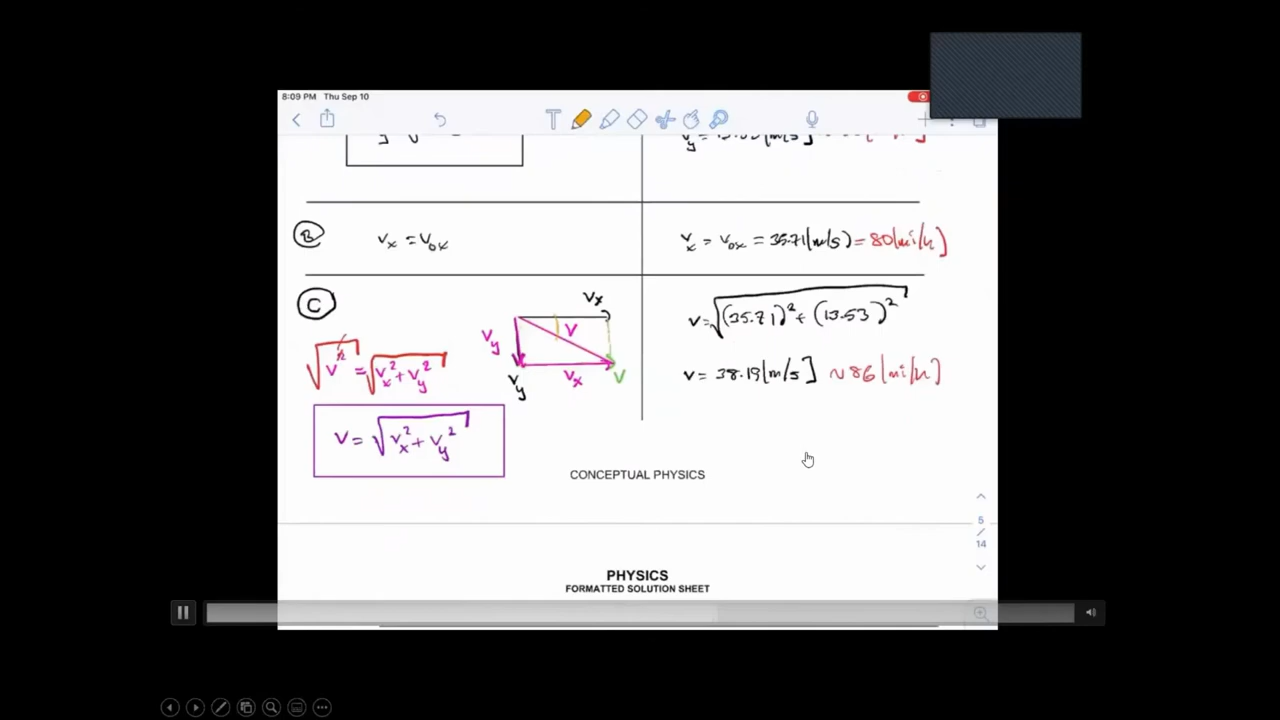 8:09 PM Thu Sep 10
T
B
vx = vox
vx = vox = 35.71[m/s] = 80[mi/h]
C
vx
v
vy
vy
vx
v
√v² = √vx² + vy²
v = √vx² + vy²
v = √(35.71)² + (13.53)²
v = 38.19[m/s] ~86[mi/h]
CONCEPTUAL PHYSICS
5
/
14
PHYSICS
FORMATTED SOLUTION SHEET